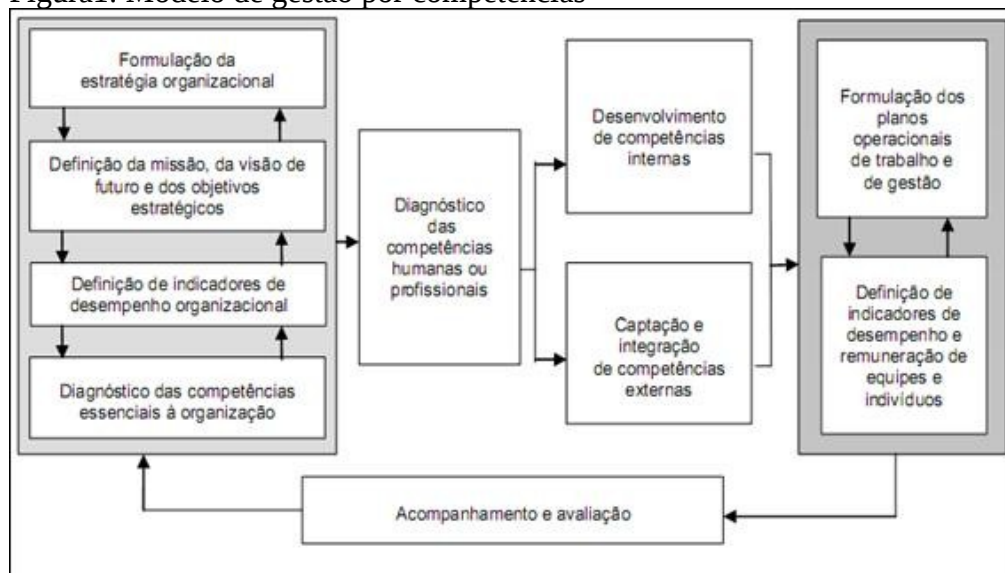 Figura1: Modelo de gestão por competências
Formulação da
estratégia organizacional
Definição da missão, da visão de
futuro e dos objetivos
estratégicos
Definição de indicadores de
desempenho organizacional
Diagnóstico das competências
essenciais à organização
Diagnóstico
das
competências
humanas ou
profissionais
Desenvolvimento
de competências
internas
Captação e
integração
de competências
externas
Formulação dos
planos
operacionais
de trabalho e
de gestão
Definição de
indicadores de
desempenho e
remuneração de
equipes e
indivíduos
Acompanhamento e avaliação